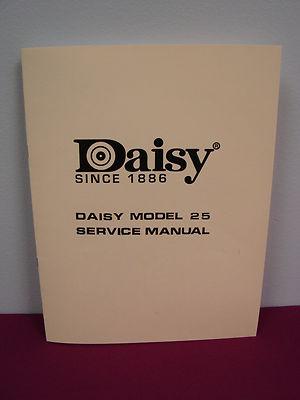 Daisy®
SINCE 1886
DAISY MODEL 25
SERVICE MANUAL